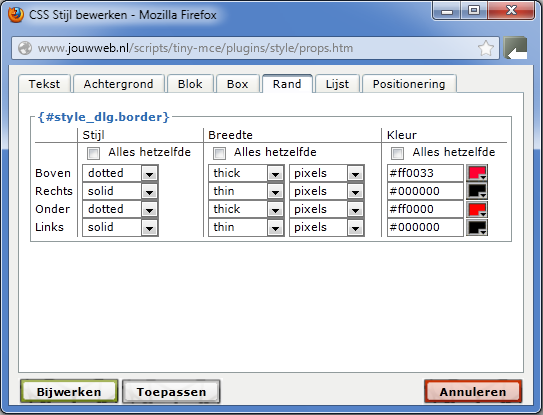 CSS Stijl bewerken - Mozilla Firefox
www.jouwweb.nl/scripts/tiny-mce/plugins/style/props.htm
Tekst Achtergrond Blok Box Rand Lijst Positionering
{#style_dlg.border}
Stijl Breedte Kleur
Alles hetzelfde Alles hetzelfde Alles hetzelfde
Boven dotted thick pixels #ff0033
Rechts solid thin pixels #000000
Onder dotted thick pixels #ff0000
Links solid thin pixels #000000
Bijwerken Toepassen Annuleren